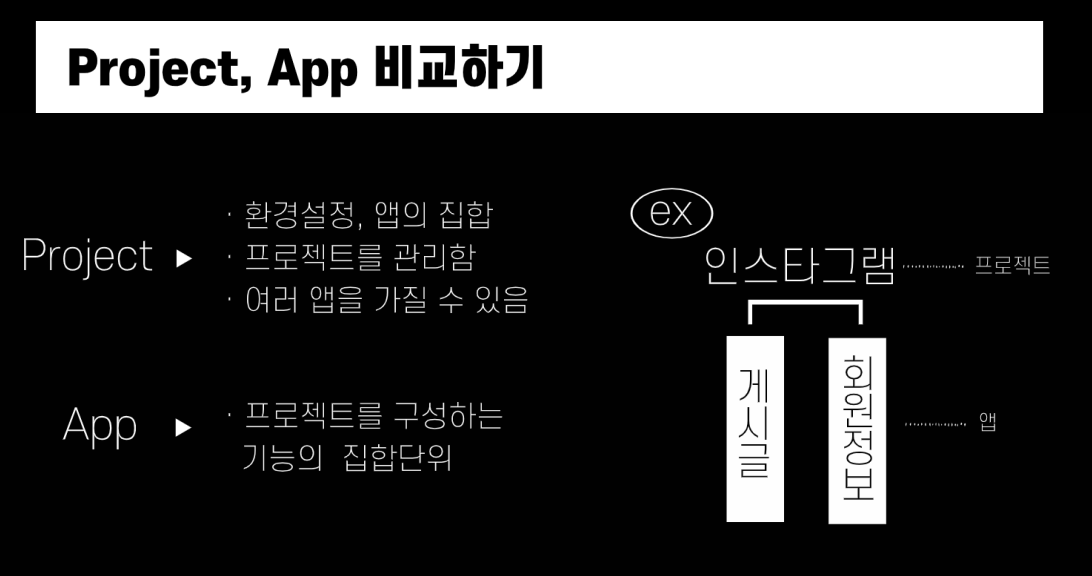 Project, App 비교하기
Project ▶
· 환경설정, 앱의 집합
· 프로젝트를 관리함
· 여러 앱을 가질 수 있음
App ▶
· 프로젝트를 구성하는
기능의 집합단위
ex
인스타그램
프로젝트
게시글
회원정보
앱